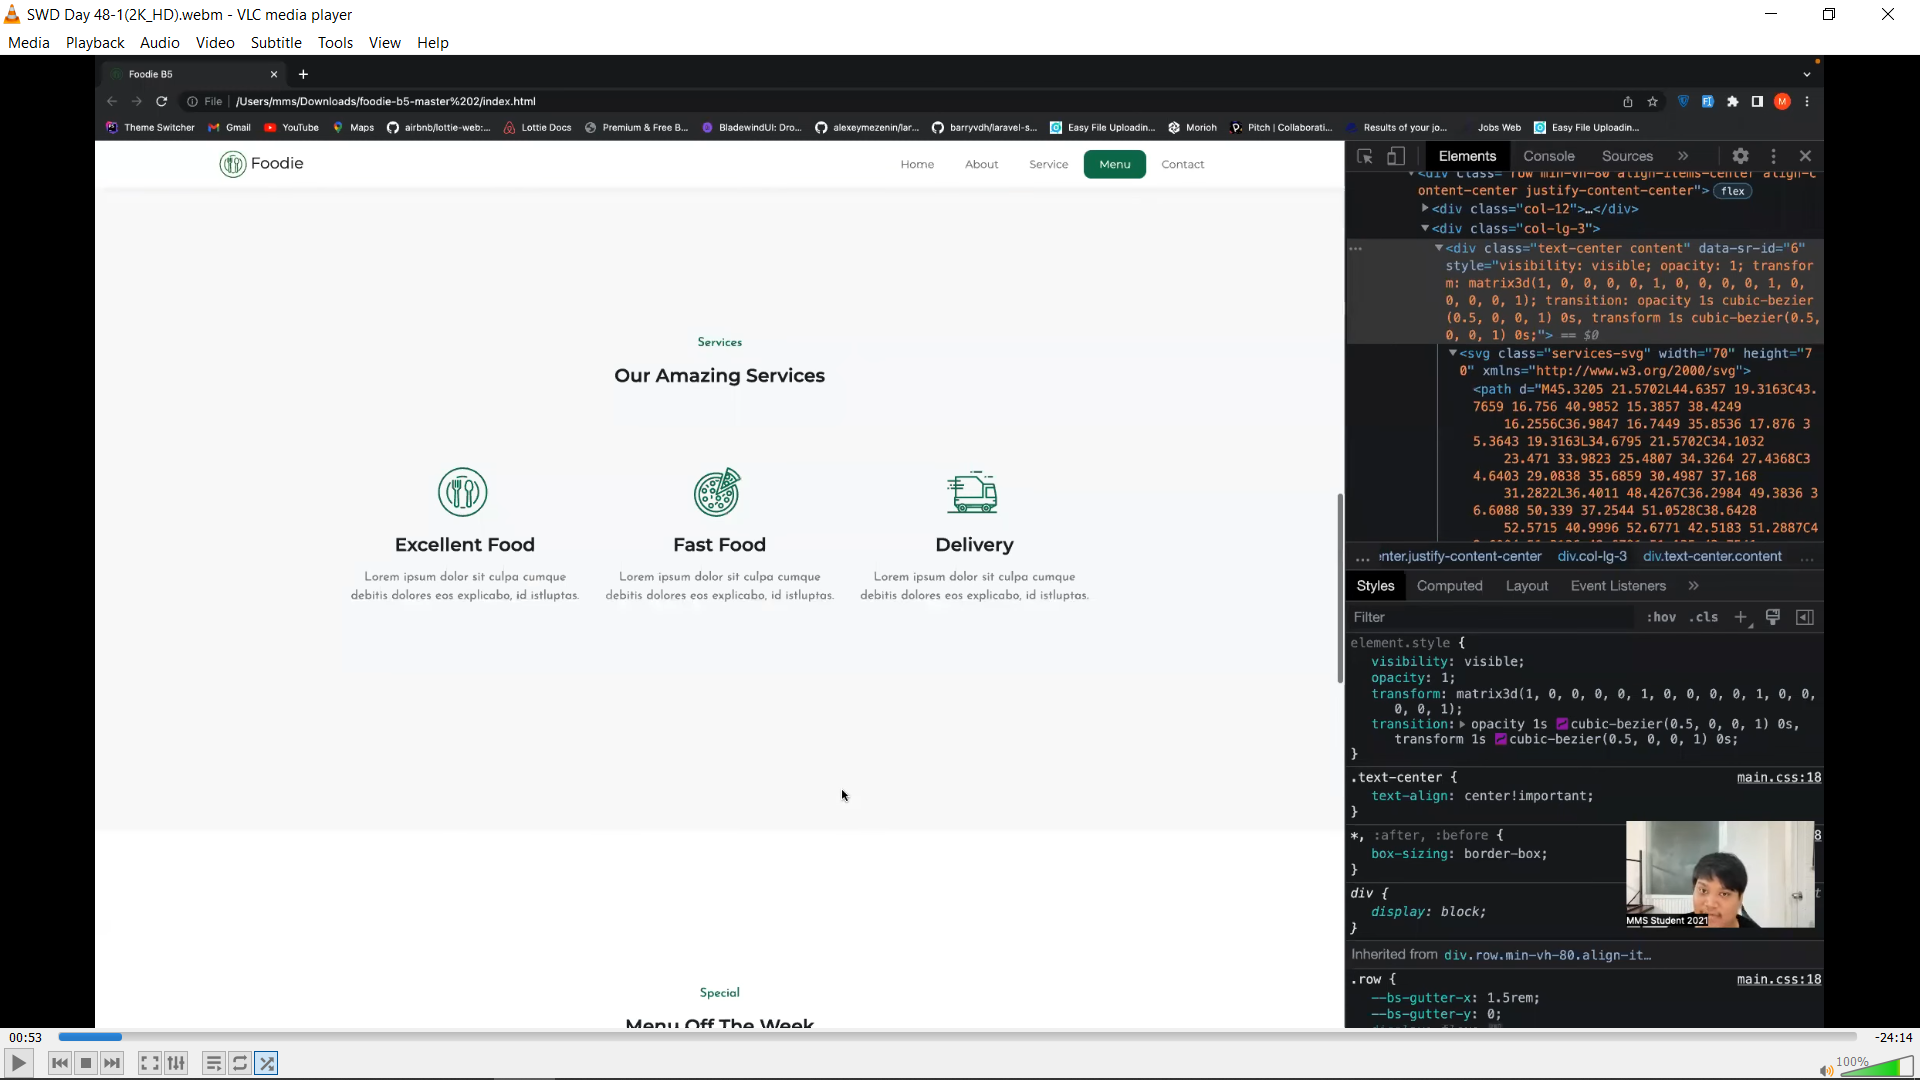 SWD Day 48-1(2K_HD).webm - VLC media player
Media Playback Audio Video Subtitle Tools View Help
Foodie B5
File /Users/mms/Downloads/foodie-b5-master%202/index.html
M
Theme Switcher Gmail YouTube Maps airbnb/lottie-web:... Lottie Docs Premium & Free B... BladewindUI: Dro... alexeymezenin/lar... barryvdh/laravel-s... Easy File Uploadin... Morioh Pitch | Collaborati... Results of your jo... Jobs Web Easy File Uploadin...
Foodie
Home About Service Menu Contact
Services
Our Amazing Services
Excellent Food
Lorem ipsum dolor sit culpa cumque
debitis dolores eos explicabo, id istluptas.
Fast Food
Lorem ipsum dolor sit culpa cumque
debitis dolores eos explicabo, id istluptas.
Delivery
Lorem ipsum dolor sit culpa cumque
debitis dolores eos explicabo, id istluptas.
Special
Menu Off The Week
Elements Console Sources »
<div class="row min-vh-80 align-items-center align-c
ontent-center justify-content-center"> flex
<div class="col-12">…</div>
<div class="col-lg-3">
<div class="text-center content" data-sr-id="6"
style="visibility: visible; opacity: 1; transfor
m: matrix3d(1, 0, 0, 0, 0, 1, 0, 0, 0, 0, 1, 0,
0, 0, 0, 1); transition: opacity 1s cubic-bezier
(0.5, 0, 0, 1) 0s, transform 1s cubic-bezier(0.5,
0, 0, 1) 0s;"> == $0
<svg class="services-svg" width="70" height="7
0" xmlns="http://www.w3.org/2000/svg">
<path d="M45.3205 21.5702L44.6357 19.3163C43.
7659 16.756 40.9852 15.3857 38.4249
16.2556C36.9847 16.7449 35.8536 17.876 3
5.3643 19.3163L34.6795 21.5702C34.1032
23.471 33.9823 25.4807 34.3264 27.4368C3
4.6403 29.0838 35.6859 30.4987 37.168
31.2822L36.4011 48.4267C36.2984 49.3836 3
6.6088 50.339 37.2544 51.0528C38.6428
52.5715 40.9996 52.6771 42.5183 51.2887C4
... nter.justify-content-center div.col-lg-3 div.text-center.content ...
Styles Computed Layout Event Listeners »
Filter :hov .cls +
element.style {
visibility: visible;
opacity: 1;
transform: matrix3d(1, 0, 0, 0, 0, 1, 0, 0, 0, 0, 1, 0, 0,
0, 0, 1);
transition: opacity 1s cubic-bezier(0.5, 0, 0, 1) 0s,
transform 1s cubic-bezier(0.5, 0, 0, 1) 0s;
}
.text-center { main.css:18
text-align: center!important;
}
*, :after, :before { 8
box-sizing: border-box;
}
div {
display: block;
}
MMS Student 2021
Inherited from div.row.min-vh-80.align-it…
.row { main.css:18
--bs-gutter-x: 1.5rem;
--bs-gutter-y: 0;
00:53 -24:14
100%